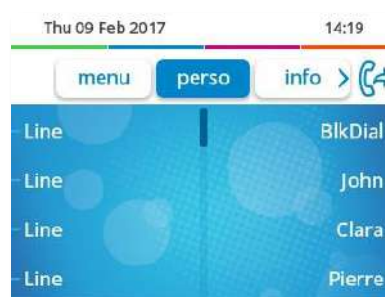 Thu 09 Feb 2017 14:19
menu perso info
Line BlkDial
Line John
Line Clara
Line Pierre